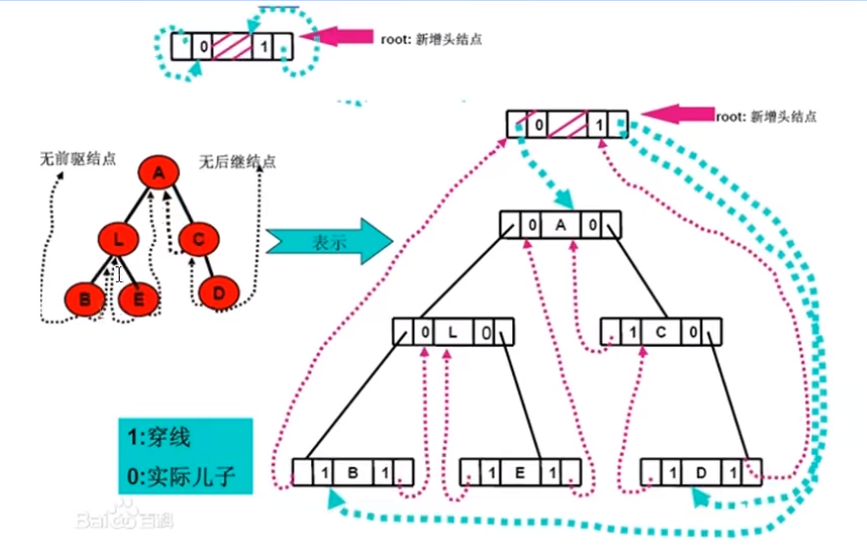 0 1
root: 新增头结点
0 1
root: 新增头结点
无前驱结点
无后继结点
A
L
C
B
E
D
表示
0 A 0
0 L 0
1 C 0
1 B 1
1 E 1
1 D 1
1:穿线
0:实际儿子
Baidu百科